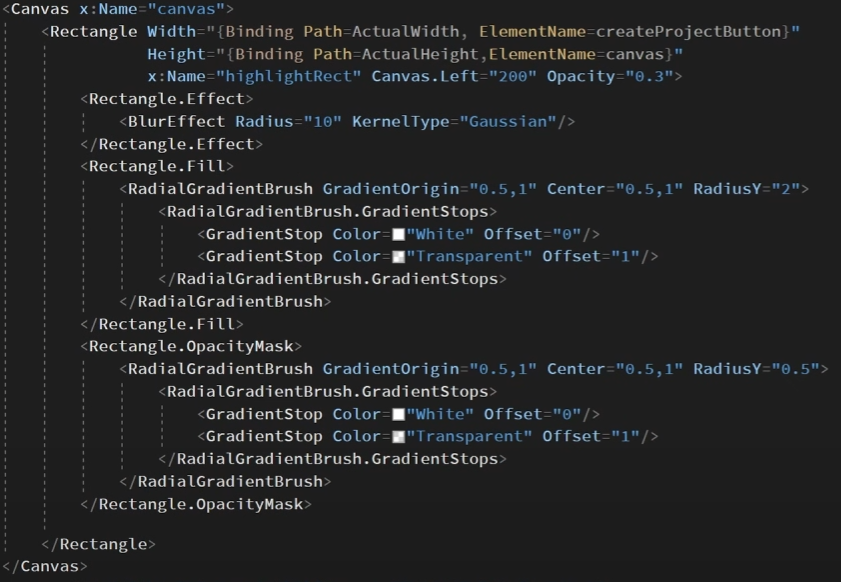 <Canvas x:Name="canvas">
<Rectangle Width="{Binding Path=ActualWidth, ElementName=createProjectButton}"
Height="{Binding Path=ActualHeight,ElementName=canvas}"
x:Name="highlightRect" Canvas.Left="200" Opacity="0.3">
<Rectangle.Effect>
<BlurEffect Radius="10" KernelType="Gaussian"/>
</Rectangle.Effect>
<Rectangle.Fill>
<RadialGradientBrush GradientOrigin="0.5,1" Center="0.5,1" RadiusY="2">
<RadialGradientBrush.GradientStops>
<GradientStop Color="White" Offset="0"/>
<GradientStop Color="Transparent" Offset="1"/>
</RadialGradientBrush.GradientStops>
</RadialGradientBrush>
</Rectangle.Fill>
<Rectangle.OpacityMask>
<RadialGradientBrush GradientOrigin="0.5,1" Center="0.5,1" RadiusY="0.5">
<RadialGradientBrush.GradientStops>
<GradientStop Color="White" Offset="0"/>
<GradientStop Color="Transparent" Offset="1"/>
</RadialGradientBrush.GradientStops>
</RadialGradientBrush>
</Rectangle.OpacityMask>
</Rectangle>
</Canvas>